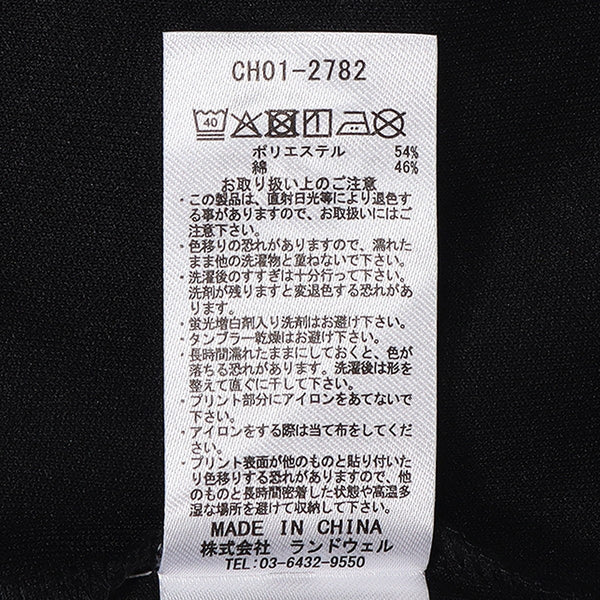 CH01-2782
40
ポリエステル 54%
綿 46%
お取り扱い上のご注意
・この製品は、直射日光等により退色す
る事がありますので、お取扱いにはご
注意下さい。
・色移りの恐れがありますので、濡れた
まま他の洗濯物と重ねないで下さい。
・洗濯後のすすぎは十分行って下さい。
洗剤が残りますと変退色する恐れがあ
ります。
・蛍光増白剤入り洗剤はお避け下さい。
・タンブラー乾燥はお避け下さい。
・長時間濡れたままにしておくと、色が
落ちる恐れがあります。洗濯後は形を
整えて直ぐに干して下さい。
・プリント部分にアイロンをあてないで
下さい。
・アイロンをする際は当て布をしてくだ
さい。
・プリント表面が他のものと貼り付いた
り色移りする恐れがありますので、他
のものと長時間密着した状態や高温多
湿な場所を避けて収納して下さい。
MADE IN CHINA
株式会社 ランドウェル
TEL:03-6432-9550